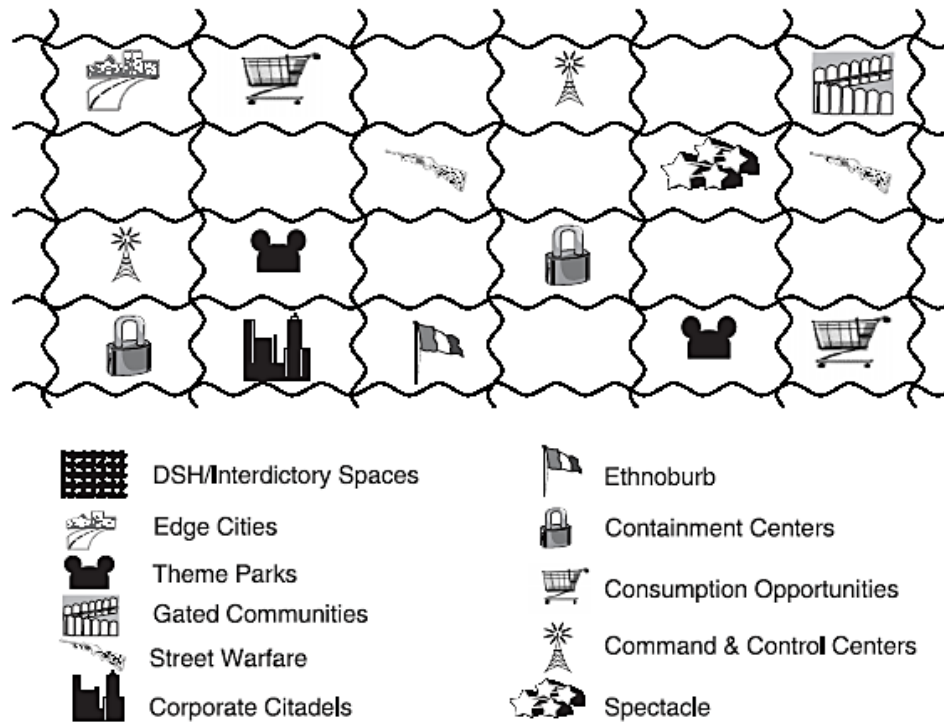 DSH/Interdictory Spaces
Edge Cities
Theme Parks
Gated Communities
Street Warfare
Corporate Citadels
Ethnoburb
Containment Centers
Consumption Opportunities
Command & Control Centers
Spectacle